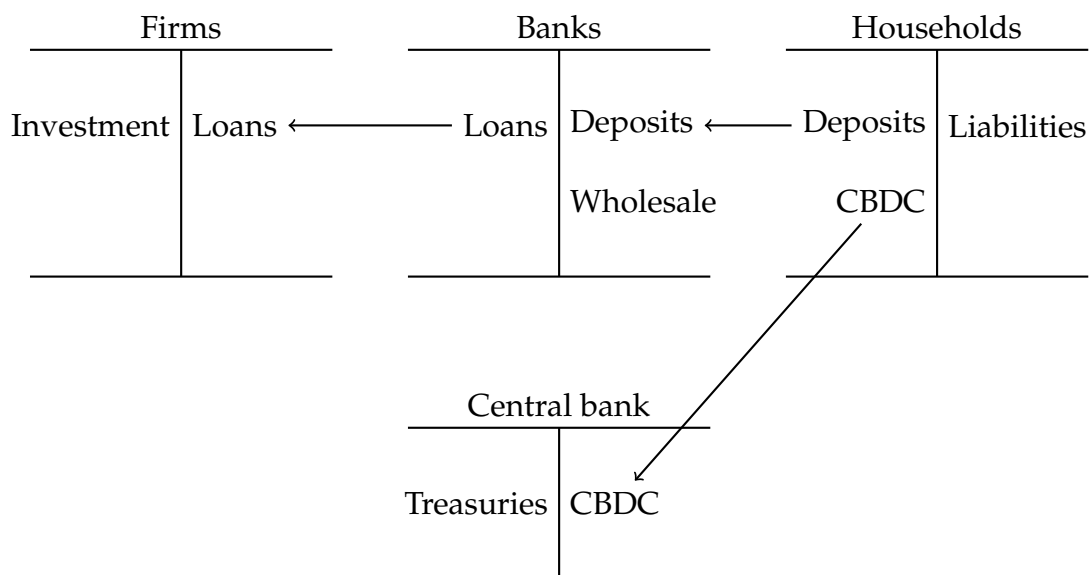 Firms
Banks
Households
Investment Loans
Loans Deposits
Deposits Liabilities
Wholesale
CBDC
Central bank
Treasuries CBDC